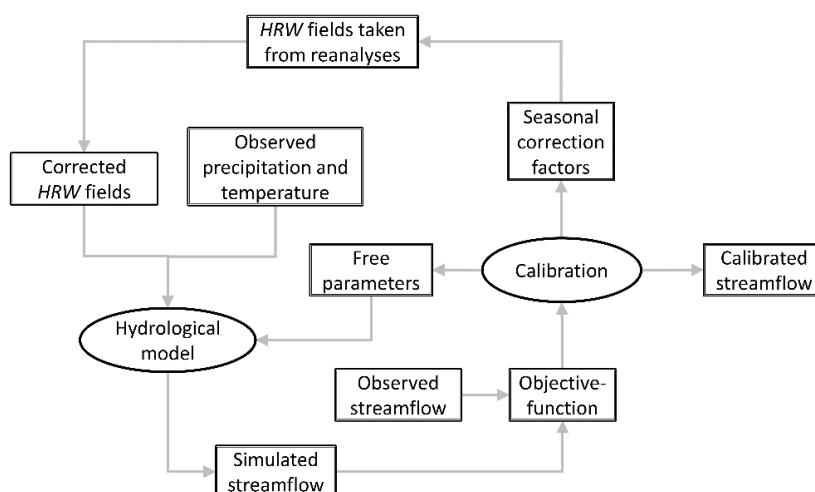 HRW fields taken
from reanalyses
Seasonal
correction
factors
Observed
precipitation and
temperature
Corrected
HRW fields
Free
parameters
Calibration
Calibrated
streamflow
Hydrological
model
Observed
streamflow
Objective-
function
Simulated
streamflow